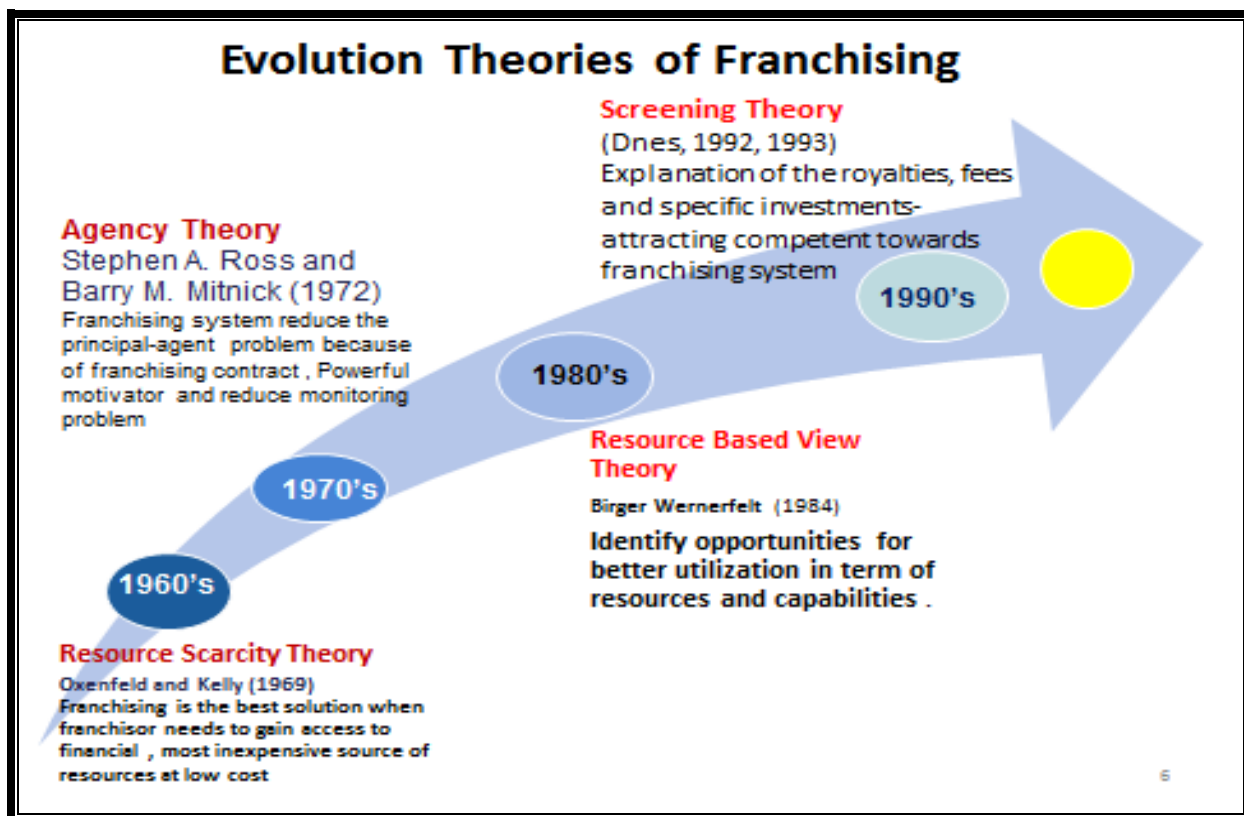 Evolution Theories of Franchising
Screening Theory
(Dnes, 1992, 1993)
Explanation of the royalties, fees
and specific investments-
attracting competent towards
franchising system
1990's
Agency Theory
Stephen A. Ross and
Barry M. Mitnick (1972)
Franchising system reduce the
principal-agent problem because
of franchising contract , Powerful
motivator and reduce monitoring
problem
1980's
Resource Based View
Theory
Birger Wernerfelt (1984)
Identify opportunities for
better utilization in term of
resources and capabilities .
1970's
1960's
Resource Scarcity Theory
Oxenfeld and Kelly (1969)
Franchising is the best solution when
franchisor needs to gain access to
financial , most inexpensive source of
resources at low cost
6